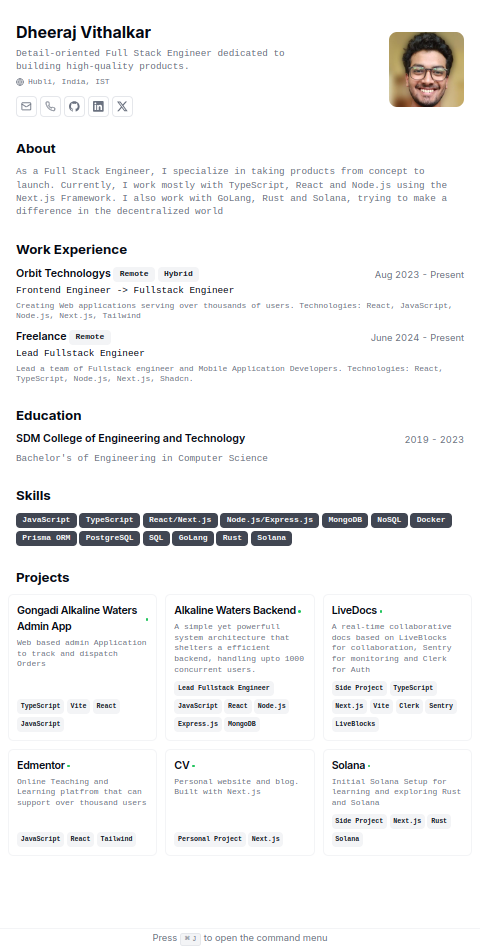 Dheeraj Vithalkar
Detail-oriented Full Stack Engineer dedicated to
building high-quality products.
Hubli, India, IST
About
As a Full Stack Engineer, I specialize in taking products from concept to
launch. Currently, I work mostly with TypeScript, React and Node.js using the
Next.js Framework. I also work with GoLang, Rust and Solana, trying to make a
difference in the decentralized world
Work Experience
Orbit Technologys Remote Hybrid Aug 2023 - Present
Frontend Engineer -> Fullstack Engineer
Creating Web applications serving over thousands of users. Technologies: React, JavaScript,
Node.js, Next.js, Tailwind
Freelance Remote June 2024 - Present
Lead Fullstack Engineer
Lead a team of Fullstack engineer and Mobile Application Developers. Technologies: React,
TypeScript, Node.js, Next.js, Shadcn.
Education
SDM College of Engineering and Technology 2019 - 2023
Bachelor's of Engineering in Computer Science
Skills
JavaScript TypeScript React/Next.js Node.js/Express.js MongoDB NoSQL Docker
Prisma ORM PostgreSQL SQL GoLang Rust Solana
Projects
Gongadi Alkaline Waters
Admin App
Web based admin Application
to track and dispatch
Orders
TypeScript Vite React
JavaScript
Alkaline Waters Backend
A simple yet powerfull
system architecture that
shelters a efficient
backend, handling upto 1000
concurrent users.
Lead Fullstack Engineer
JavaScript React Node.js
Express.js MongoDB
LiveDocs
A real-time collaborative
docs based on LiveBlocks
for collaboration, Sentry
for monitoring and Clerk
for Auth
Side Project TypeScript
Next.js Vite Clerk Sentry
LiveBlocks
Edmentor
Online Teaching and
Learning platfrom that can
support over thousand users
JavaScript React Tailwind
CV
Personal website and blog.
Built with Next.js
Personal Project Next.js
Solana
Initial Solana Setup for
learning and exploring Rust
and Solana
Side Project Next.js Rust
Solana
Press ⌘ J to open the command menu